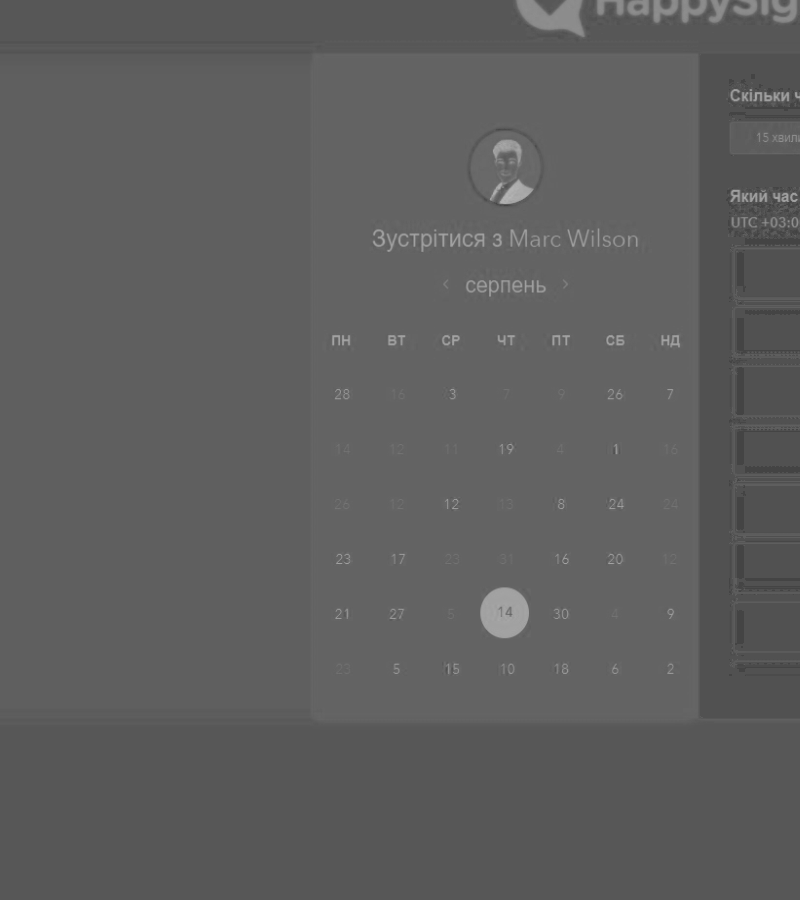 HappySig
Зустрітися з Marc Wilson
< серпень >
ПН ВТ СР ЧТ ПТ СБ НД
28 16 3 7 9 26 7
14 12 11 19 4 1 16
26 12 12 13 8 24 24
23 17 23 31 16 20 12
21 27 5 14 30 4 9
23 5 15 10 18 6 2
Скільки ч
15 хвили
Який час
UTC +03:0